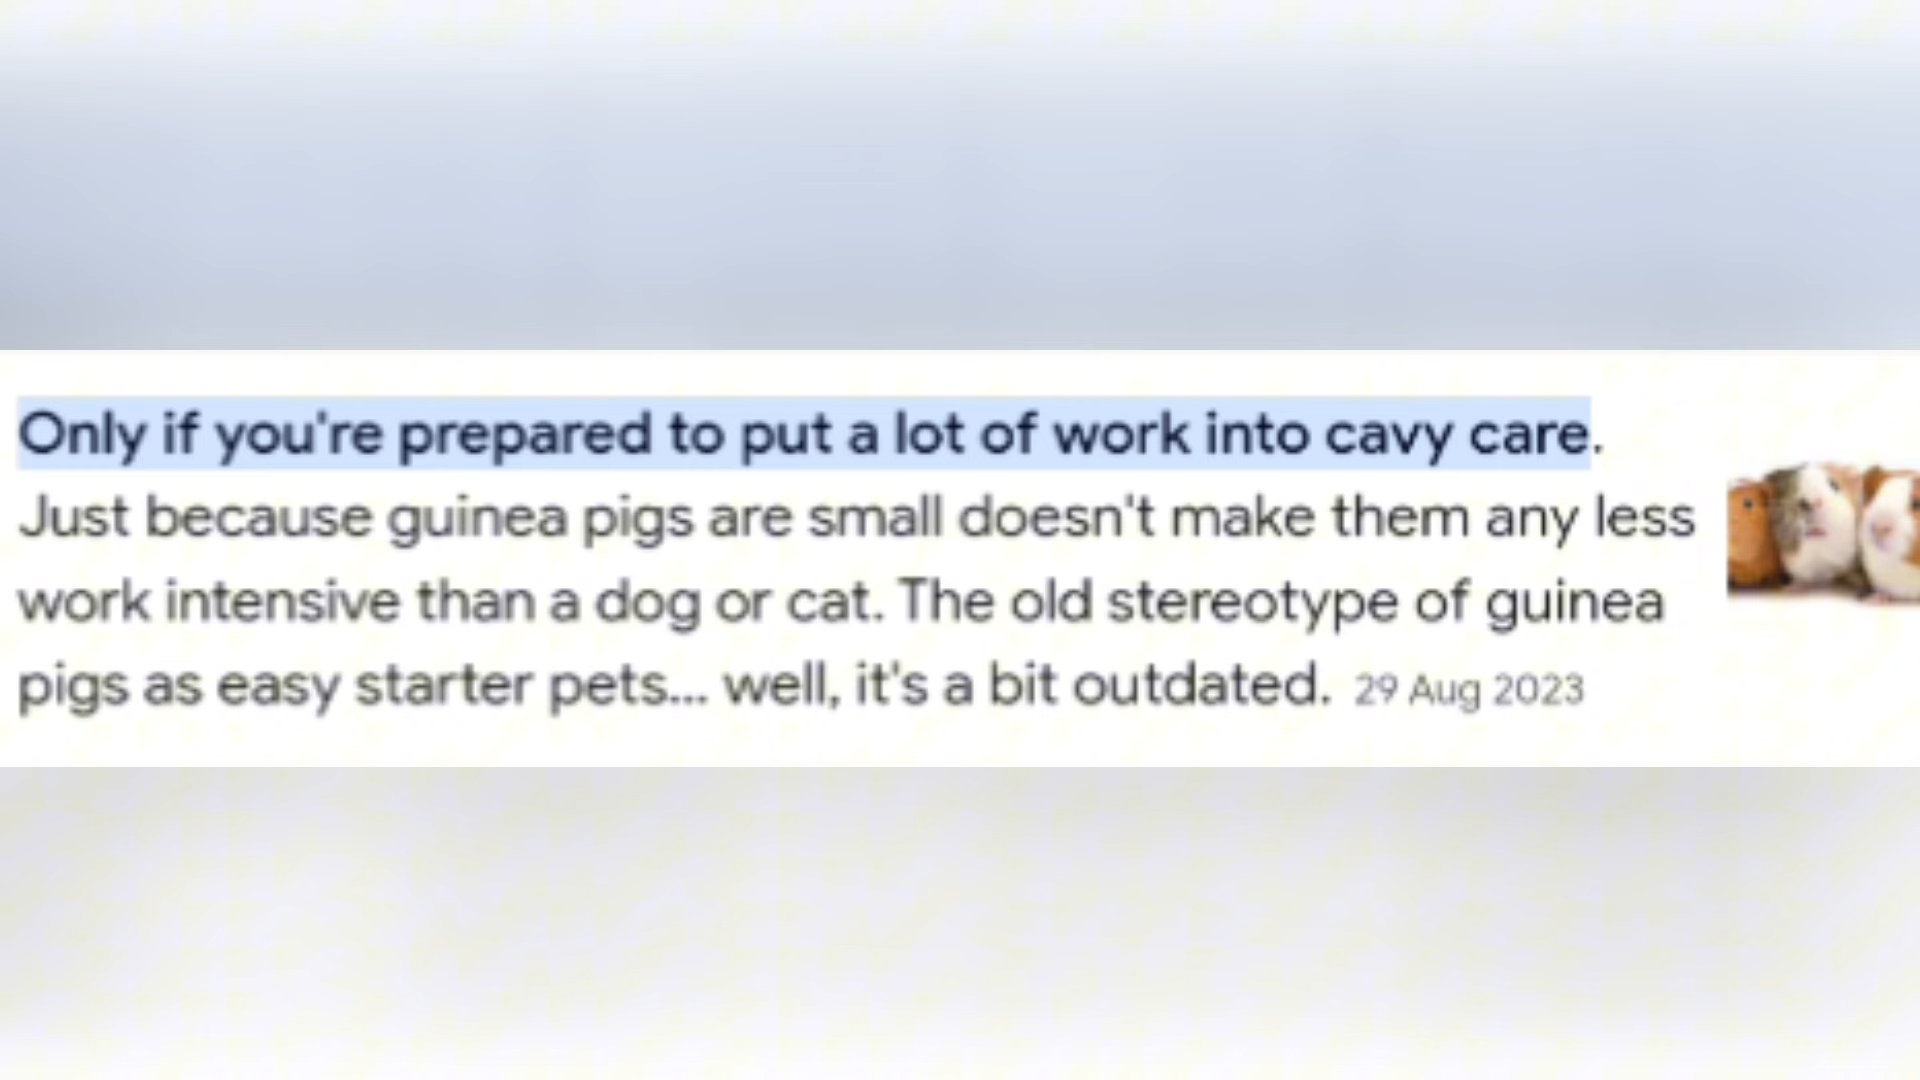 Only if you're prepared to put a lot of work into cavy care.
Just because guinea pigs are small doesn't make them any less
work intensive than a dog or cat. The old stereotype of guinea
pigs as easy starter pets... well, it's a bit outdated. 29 Aug 2023